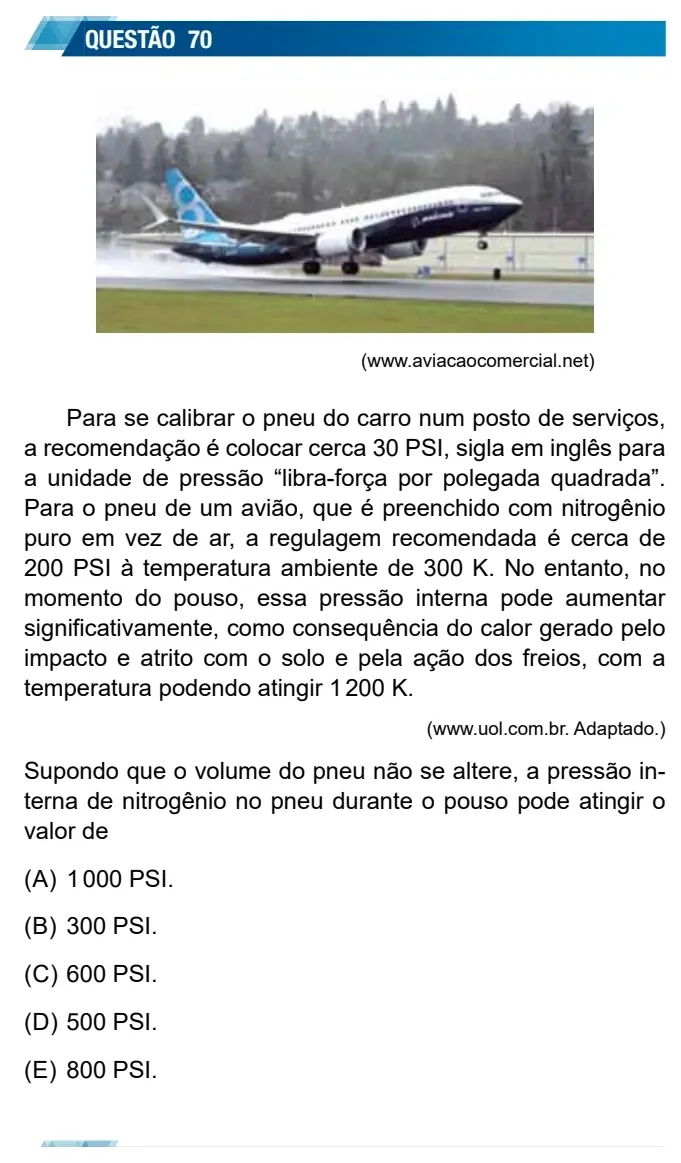 QUESTÃO 70
(www.aviacaocomercial.net)
Para se calibrar o pneu do carro num posto de serviços,
a recomendação é colocar cerca 30 PSI, sigla em inglês para
a unidade de pressão “libra-força por polegada quadrada”.
Para o pneu de um avião, que é preenchido com nitrogênio
puro em vez de ar, a regulagem recomendada é cerca de
200 PSI à temperatura ambiente de 300 K. No entanto, no
momento do pouso, essa pressão interna pode aumentar
significativamente, como consequência do calor gerado pelo
impacto e atrito com o solo e pela ação dos freios, com a
temperatura podendo atingir 1 200 K.
(www.uol.com.br. Adaptado.)
Supondo que o volume do pneu não se altere, a pressão in-
terna de nitrogênio no pneu durante o pouso pode atingir o
valor de
(A) 1 000 PSI.
(B) 300 PSI.
(C) 600 PSI.
(D) 500 PSI.
(E) 800 PSI.